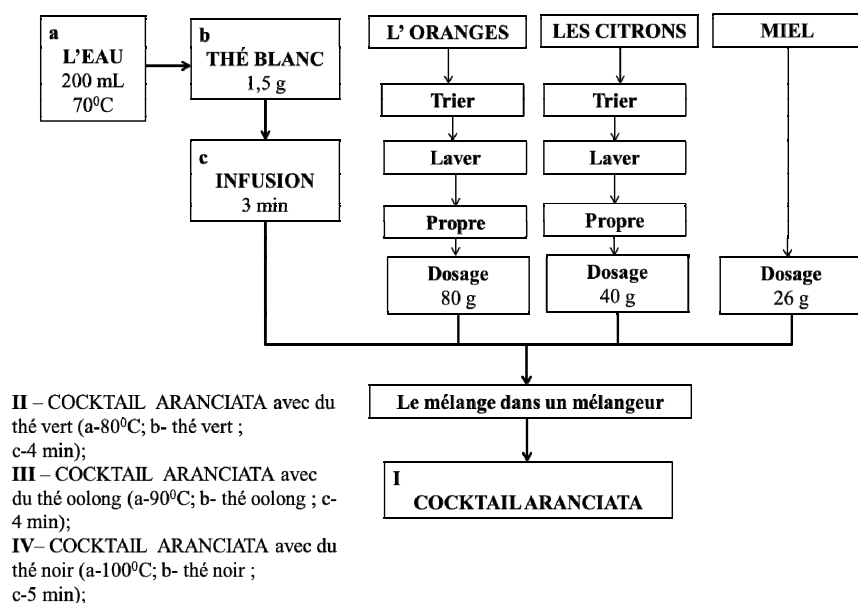 a
L'EAU
200 mL
70⁰C
b
THÉ BLANC
1,5 g
c
INFUSION
3 min
L' ORANGES
Trier
Laver
Propre
Dosage
80 g
LES CITRONS
Trier
Laver
Propre
Dosage
40 g
MIEL
Dosage
26 g
Le mélange dans un mélangeur
I
COCKTAIL ARANCIATA
II – COCKTAIL ARANCIATA avec du
thé vert (a-80⁰C; b- thé vert ;
c-4 min);
III – COCKTAIL ARANCIATA avec
du thé oolong (a-90⁰C; b- thé oolong ; c-
4 min);
IV– COCKTAIL ARANCIATA avec du
thé noir (a-100⁰C; b- thé noir ;
c-5 min);